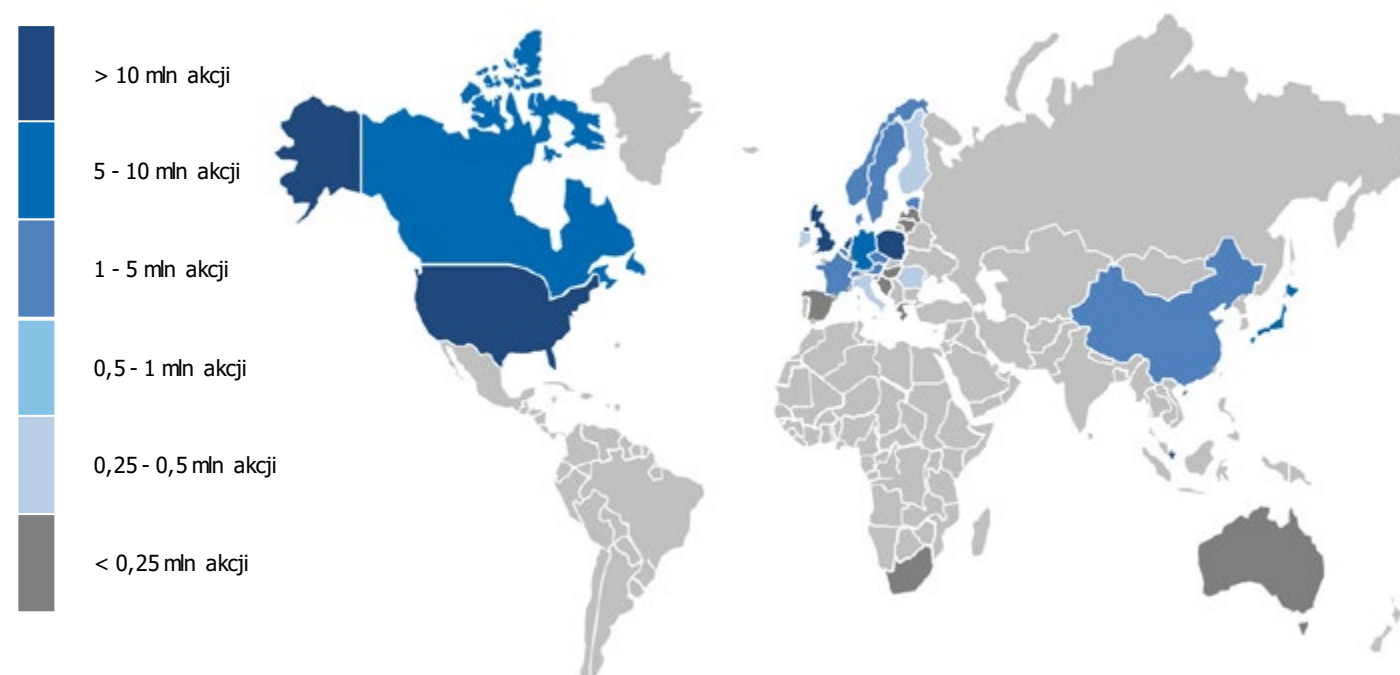 > 10 mln akcji
5 - 10 mln akcji
1 - 5 mln akcji
0,5 - 1 mln akcji
0,25 - 0,5 mln akcji
< 0,25 mln akcji